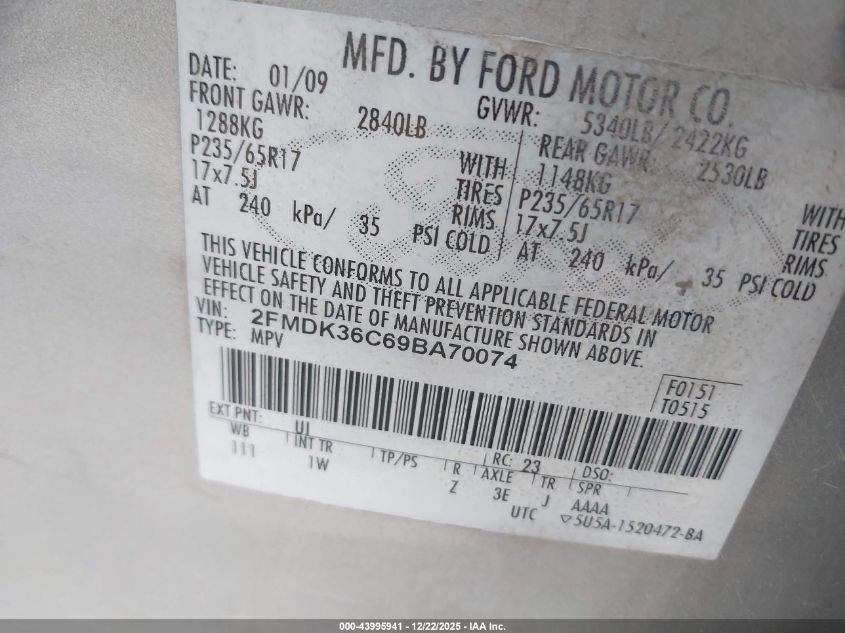 MFD. BY FORD MOTOR CO.
DATE: 01/09 GVWR: 5340LB/ 2422KG
FRONT GAWR: 2840LB REAR GAWR: 2530LB
1288KG WITH 1148KG WITH
P235/65R17 TIRES P235/65R17 TIRES
17x7.5J RIMS 17x7.5J RIMS
AT 240 kPa/ 35 PSI COLD AT 240 kPa/ 35 PSI COLD
THIS VEHICLE CONFORMS TO ALL APPLICABLE FEDERAL MOTOR
VEHICLE SAFETY AND THEFT PREVENTION STANDARDS IN
EFFECT ON THE DATE OF MANUFACTURE SHOWN ABOVE.
VIN: 2FMDK36C69BA70074
TYPE: MPV
F0151
T0515
EXT PNT: UI RC: 23 DSO:
WB INT TR TP/PS R AXLE TR SPR
111 1W Z 3E J AAAA
UTC ▽5U5A-1520472-BA
000-43995941 - 12/22/2025 - IAA Inc.